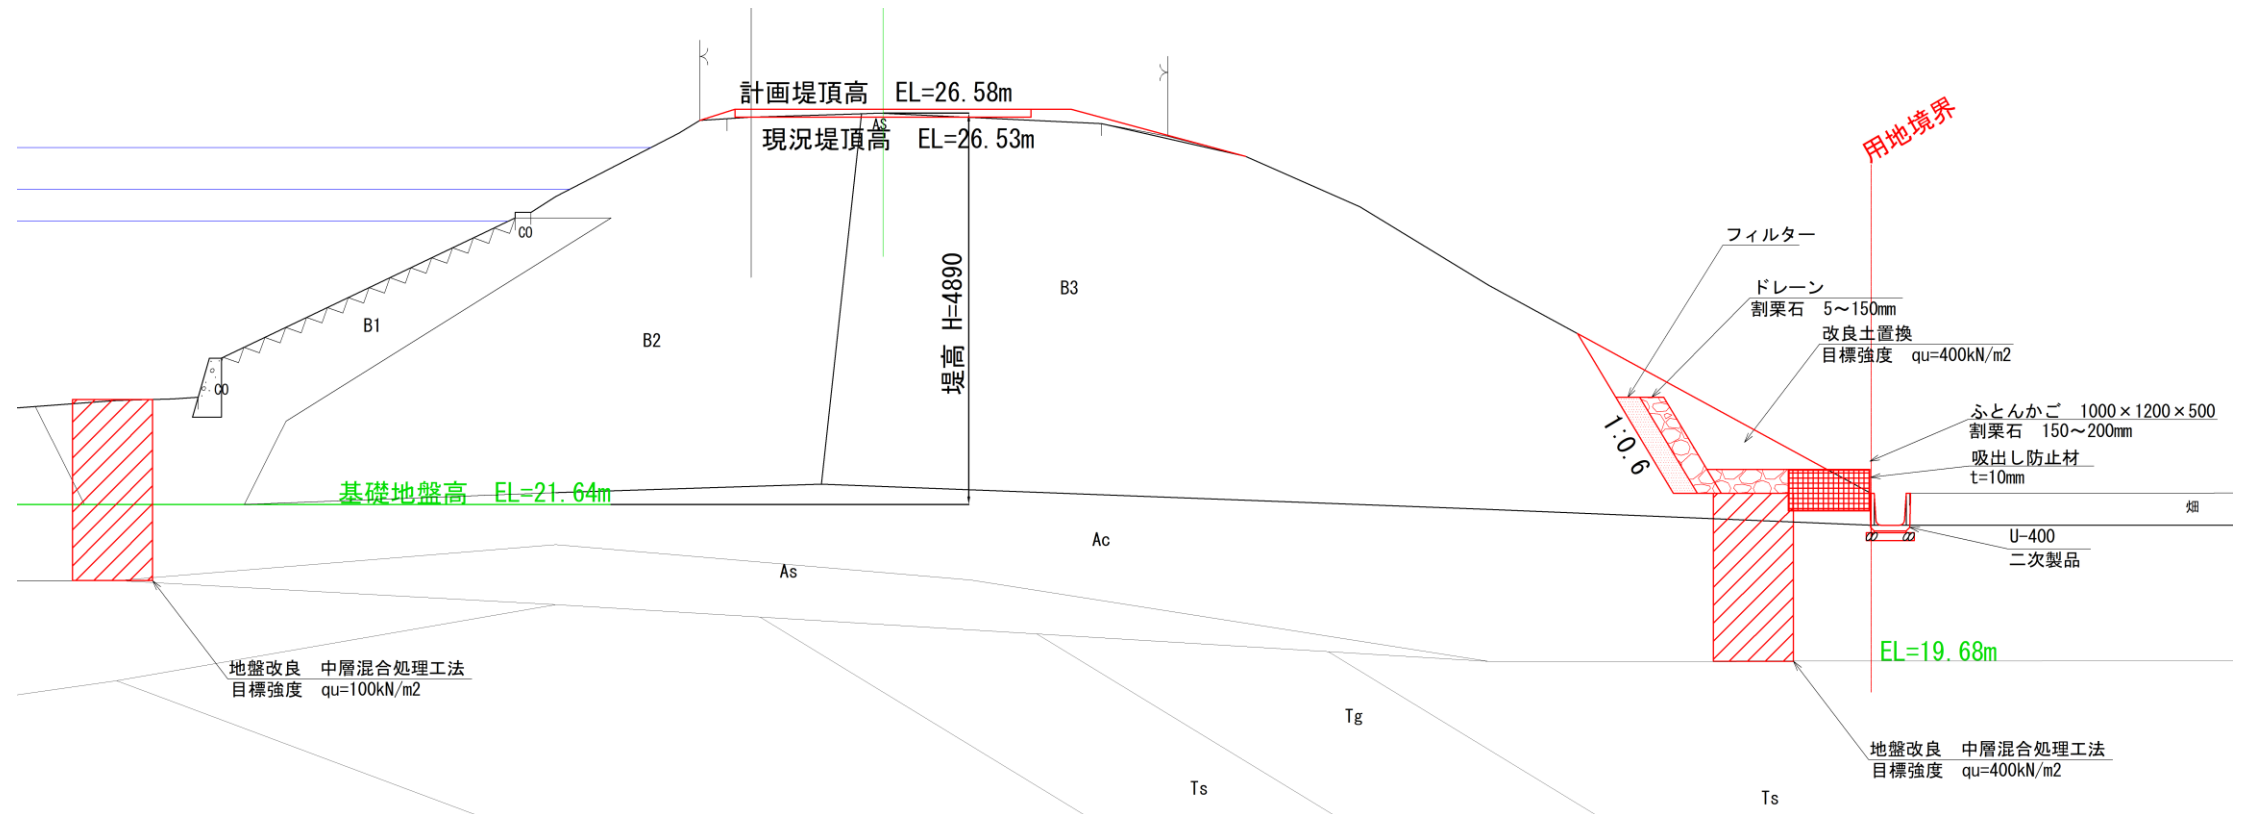 計画堤頂高　EL=26.58m
AS
現況堤頂高　EL=26.53m
用地境界
フィルター
CO
B3
ドレーン
割栗石　5～150mm
B1
B2
堤高 H=4890
改良土置換
目標強度　qu=400kN/m2
CO
1:0.6
ふとんかご　1000×1200×500
割栗石　150～200mm
吸出し防止材
t=10mm
基礎地盤高　EL=21.64m
畑
Ac
U-400
二次製品
As
EL=19.68m
地盤改良　中層混合処理工法
目標強度　qu=100kN/m2
Tg
地盤改良　中層混合処理工法
目標強度　qu=400kN/m2
Ts
Ts